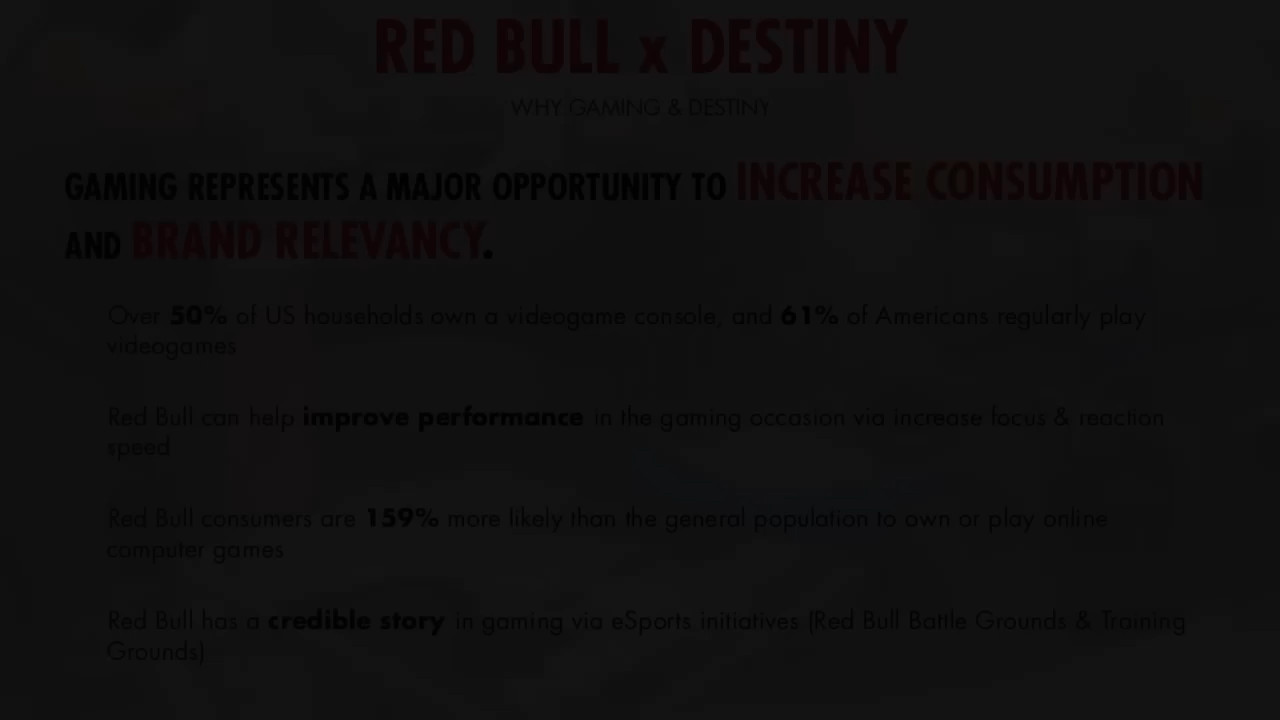 RED BULL x DESTINY
WHY GAMING & DESTINY
GAMING REPRESENTS A MAJOR OPPORTUNITY TO INCREASE CONSUMPTION
AND BRAND RELEVANCY.
Over 50% of US households own a videogame console, and 61% of Americans regularly play
videogames
Red Bull can help improve performance in the gaming occasion via increase focus & reaction
speed
Red Bull consumers are 159% more likely than the general population to own or play online
computer games
Red Bull has a credible story in gaming via eSports initiatives (Red Bull Battle Grounds & Training
Grounds)